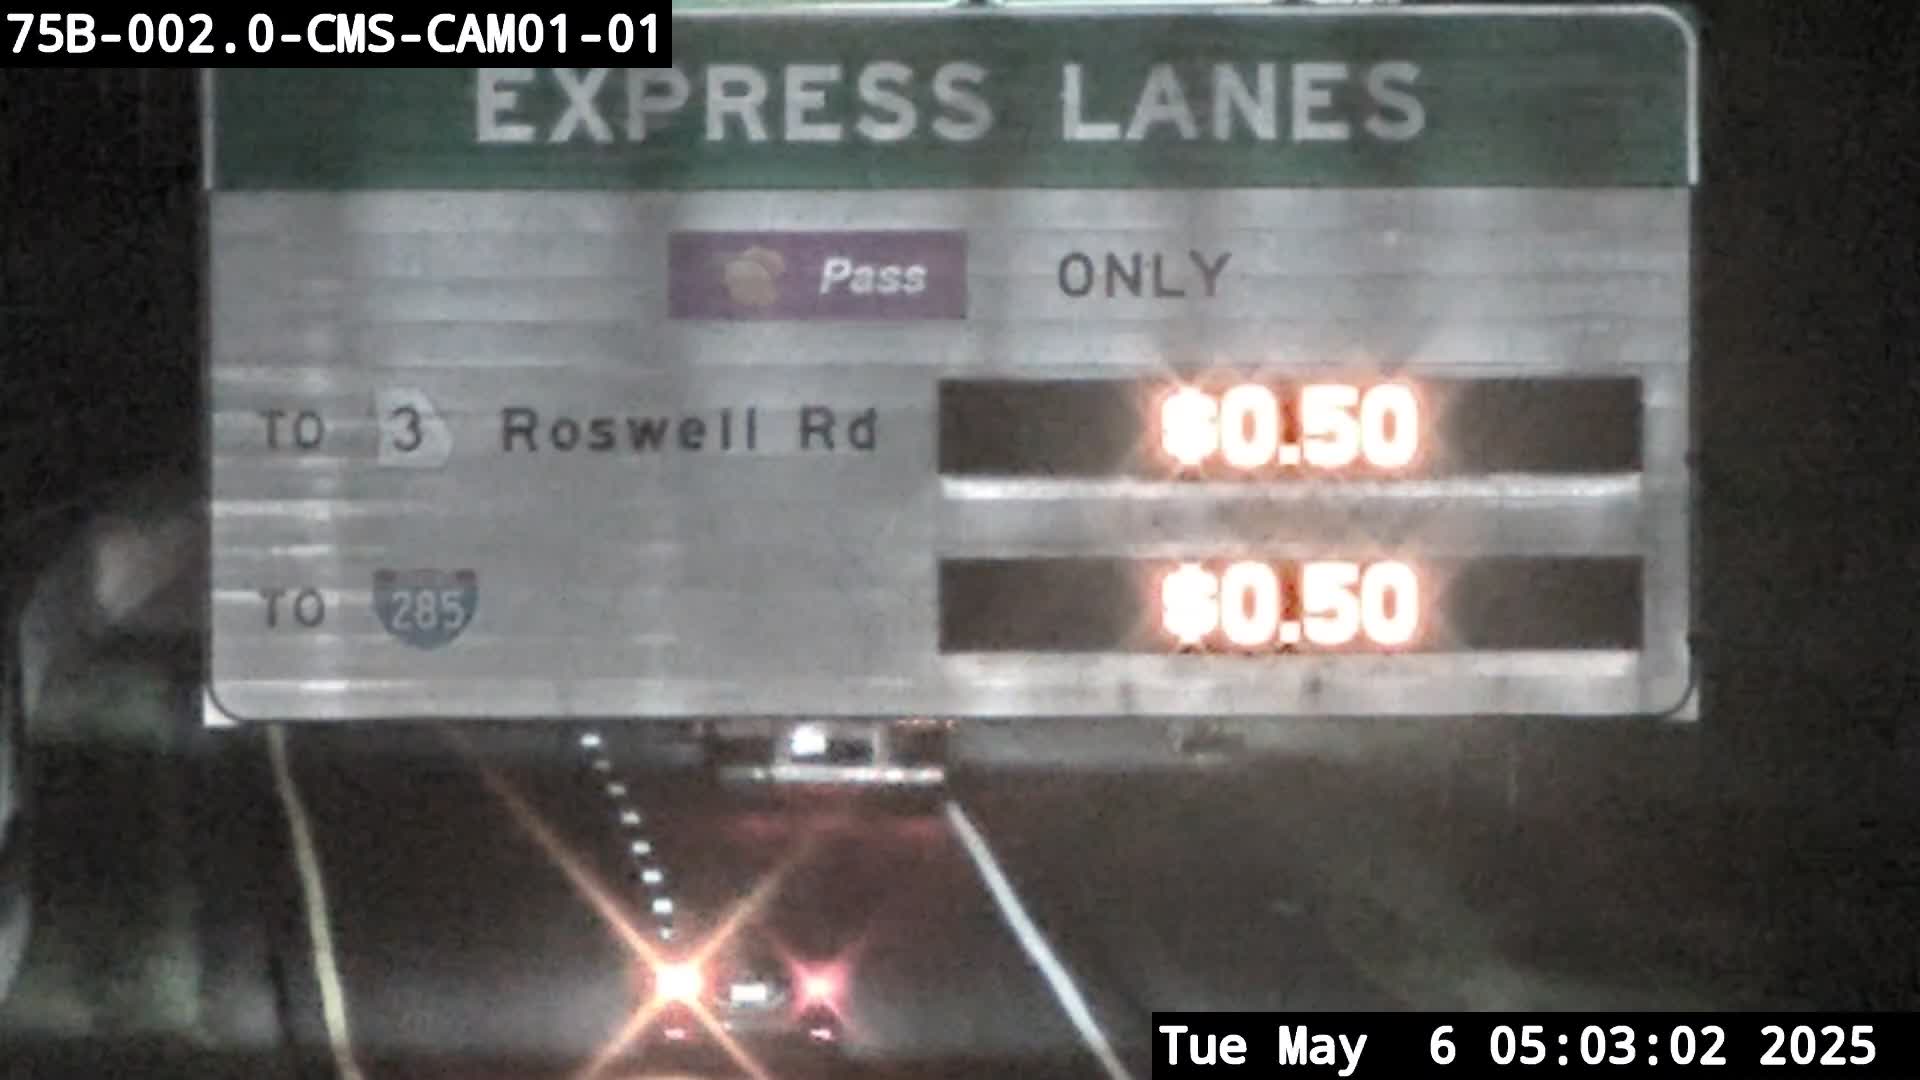 75B-002.0-CMS-CAM01-01
EXPRESS LANES
Pass ONLY
TO 3 Roswell Rd $0.50
TO 285 $0.50
Tue May 6 05:03:02 2025